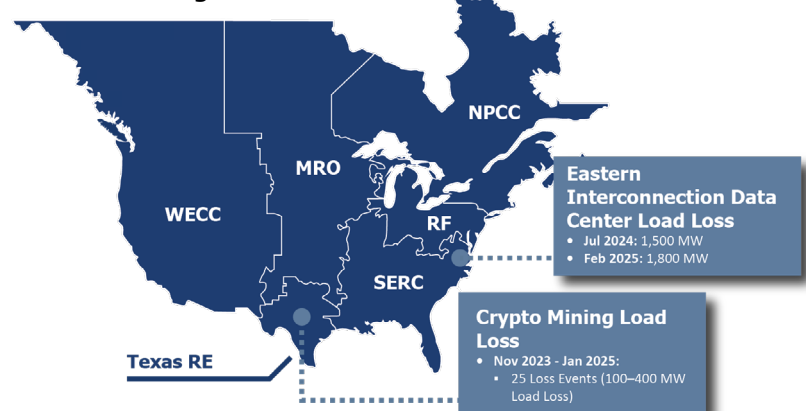 NPCC
MRO
WECC
RF
SERC
Texas RE
Eastern
Interconnection Data
Center Load Loss
• Jul 2024: 1,500 MW
• Feb 2025: 1,800 MW
Crypto Mining Load
Loss
• Nov 2023 - Jan 2025:
▪ 25 Loss Events (100–400 MW
Load Loss)